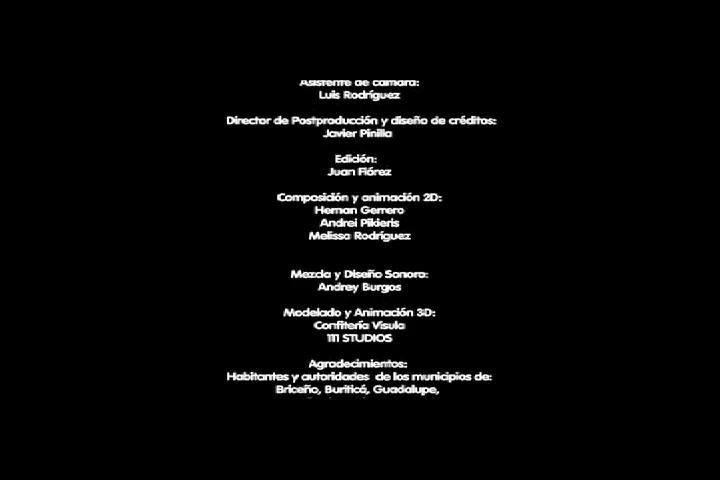 Asistente de cámara:
Luis Rodríguez
Director de Postproducción y diseño de créditos:
Javier Pinilla
Edición:
Juan Flórez
Composición y animación 2D:
Hernan Gerrero
Andrei Pikieris
Melissa Rodríguez
Mezcla y Diseño Sonoro:
Andrey Burgos
Modelado y Animación 3D:
Confitería Visula
111 STUDIOS
Agradecimientos:
Habitantes y autoridades de los municipios de:
Briceño, Buriticá, Guadalupe,